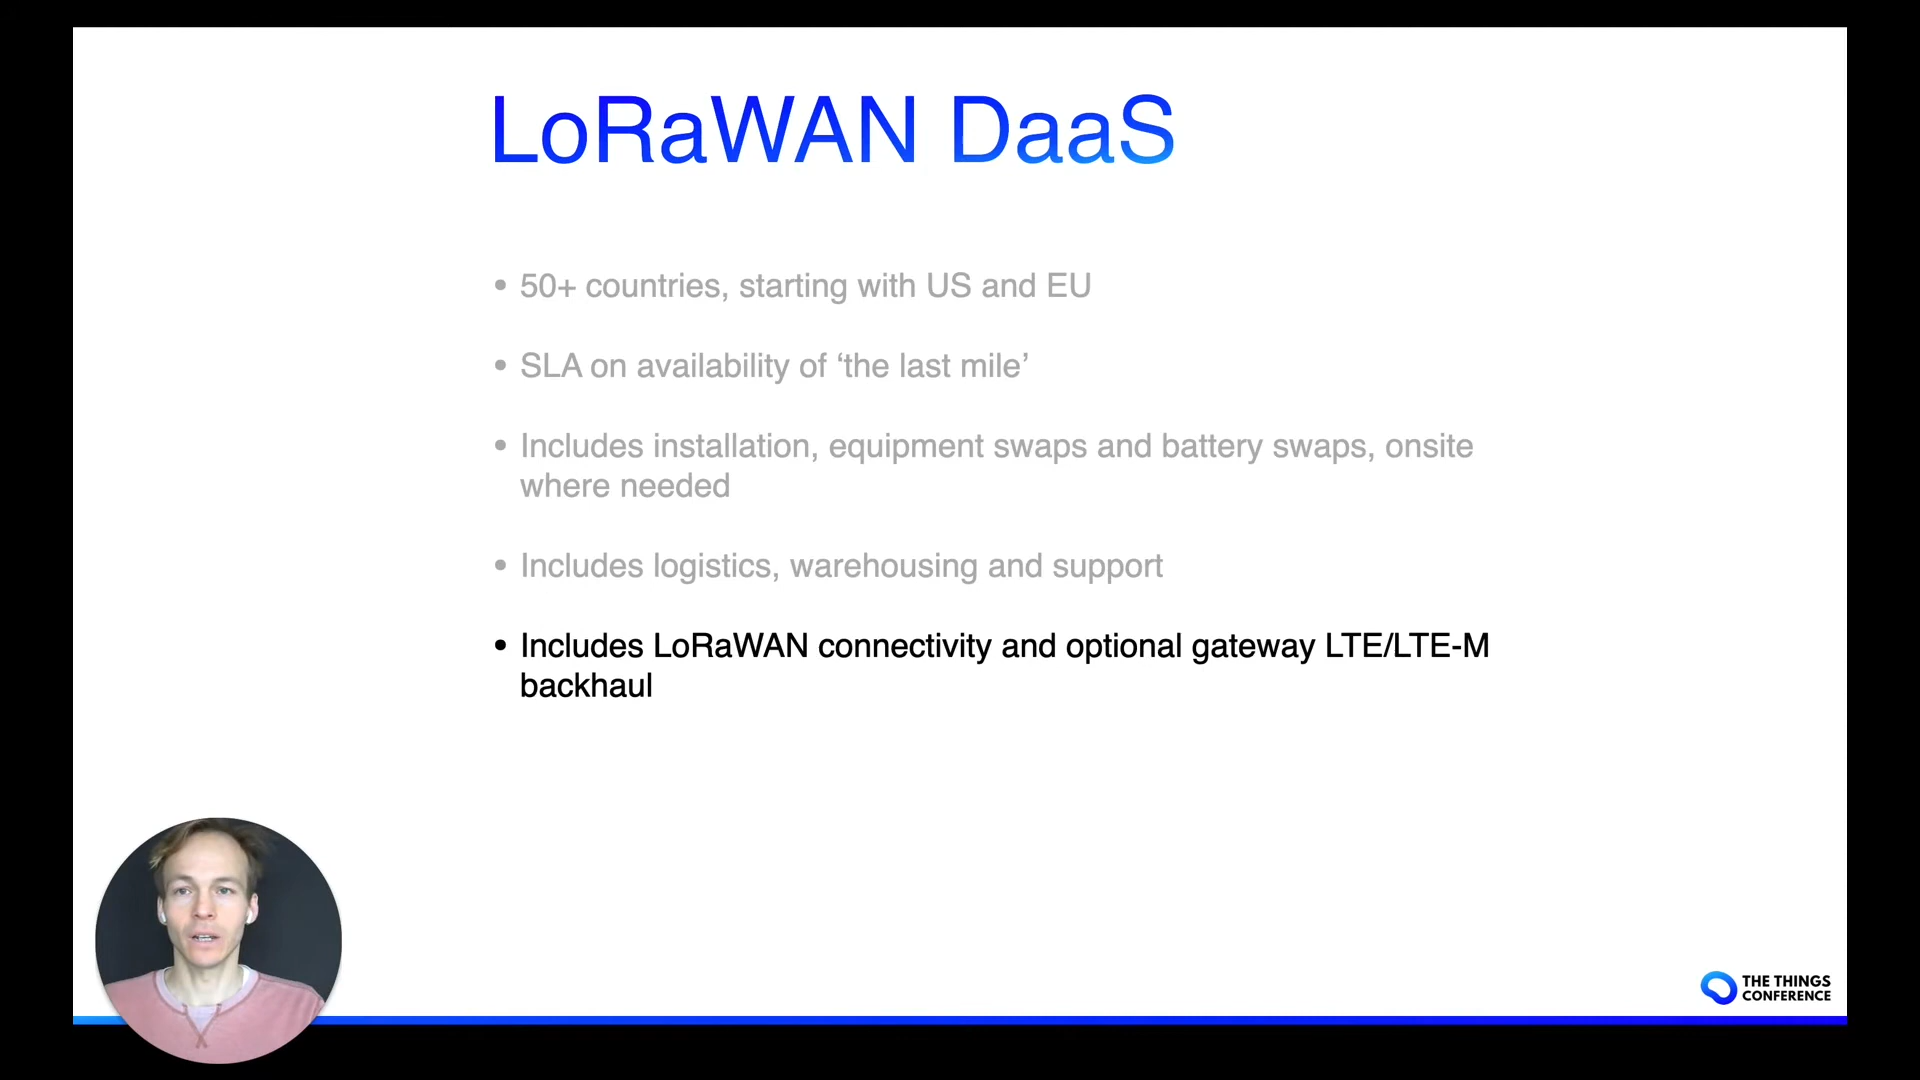 LoRaWAN DaaS
• 50+ countries, starting with US and EU
• SLA on availability of ‘the last mile’
• Includes installation, equipment swaps and battery swaps, onsite
where needed
• Includes logistics, warehousing and support
• Includes LoRaWAN connectivity and optional gateway LTE/LTE-M
backhaul
THE THINGS
CONFERENCE